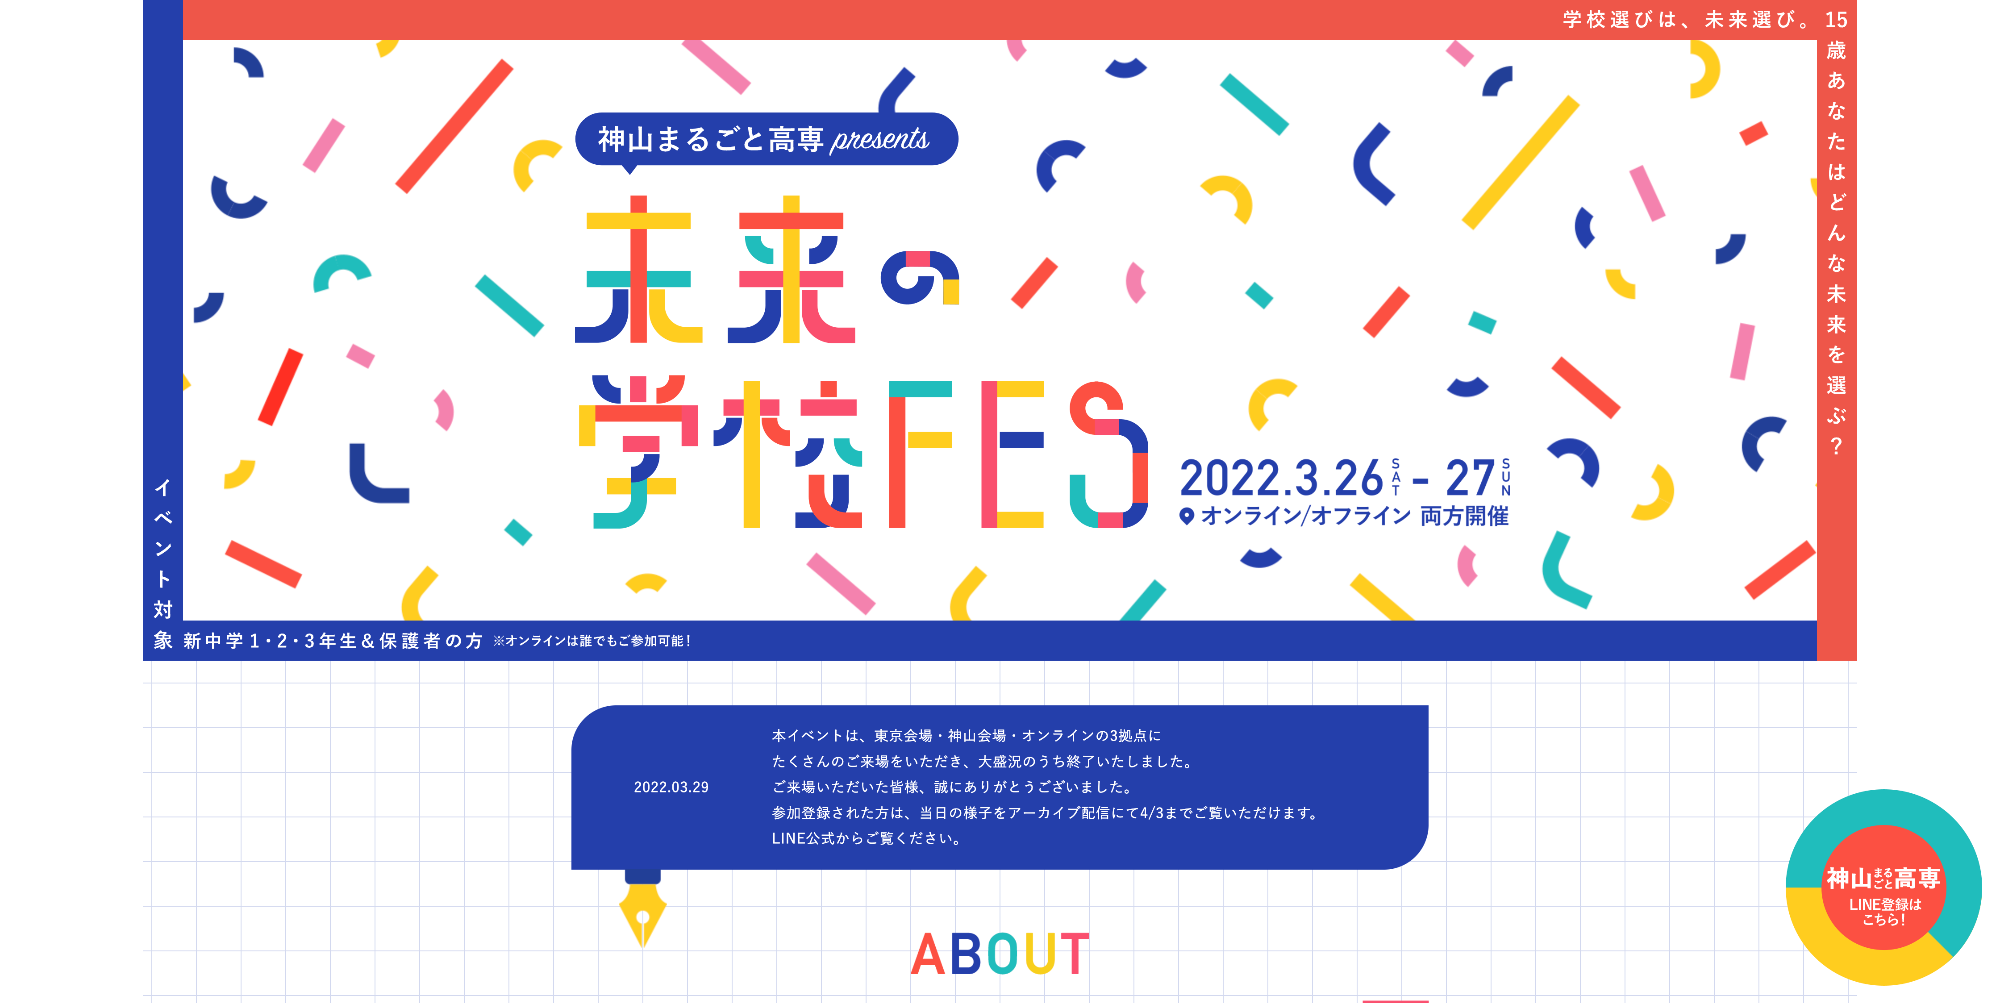 学校選びは、未来選び。15歳あなたはどんな未来を選ぶ？
神山まるごと高専 presents
未来の
学校FES
2022.3.26 SAT - 27 SUN
オンライン/オフライン 両方開催
イベント対象 新中学1・2・3年生＆保護者の方 ※オンラインは誰でもご参加可能！
2022.03.29
本イベントは、東京会場・神山会場・オンラインの3拠点に
たくさんのご来場をいただき、大盛況のうち終了いたしました。
ご来場いただいた皆様、誠にありがとうございました。
参加登録された方は、当日の様子をアーカイブ配信にて4/3までご覧いただけます。
LINE公式からご覧ください。
神山まるごと高専
LINE登録は
こちら！
ABOUT